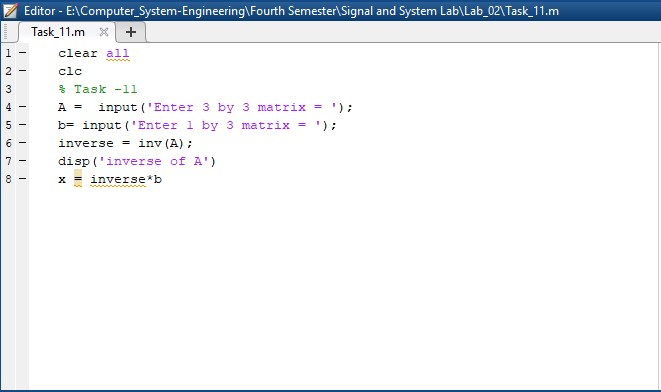 Editor - E:\Computer_System-Engineering\Fourth Semester\Signal and System Lab\Lab_02\Task_11.m
Task_11.m × +
1 - clear all
2 - clc
3 % Task -11
4 - A =  input('Enter 3 by 3 matrix = ');
5 - b= input('Enter 1 by 3 matrix = ');
6 - inverse = inv(A);
7 - disp('inverse of A')
8 - x = inverse*b